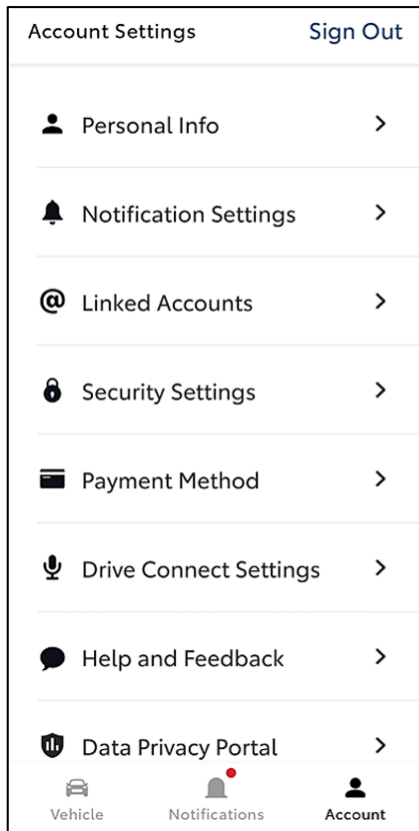 Account Settings Sign Out
Personal Info
Notification Settings
Linked Accounts
Security Settings
Payment Method
Drive Connect Settings
Help and Feedback
Data Privacy Portal
Vehicle Notifications Account